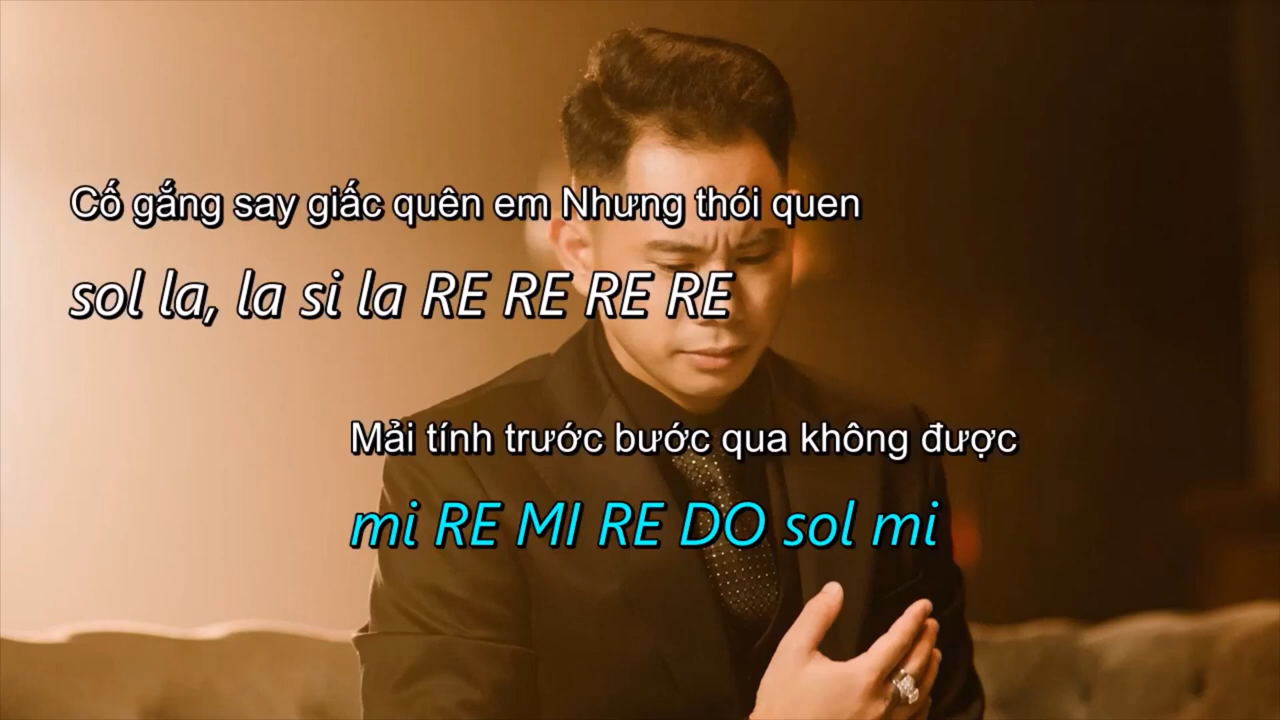 Cố gắng say giấc quên em Nhưng thói quen
sol la, la si la RE RE RE RE
Mải tính trước bước qua không được
mi RE MI RE DO sol mi